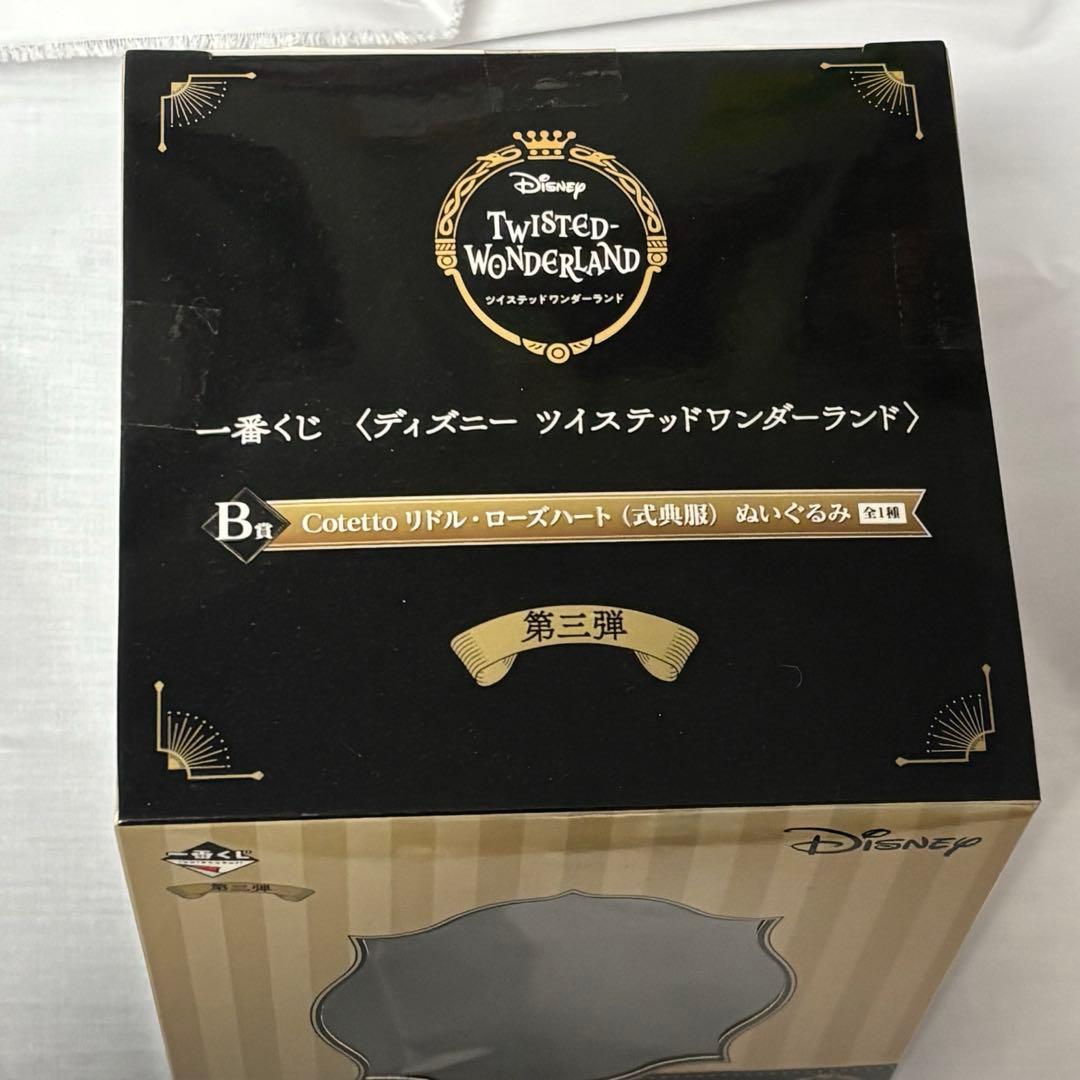 Disney
TWISTED-
WONDERLAND
ツイステッドワンダーランド
一番くじ 〈ディズニー ツイステッドワンダーランド〉
B賞 Cotetto リドル・ローズハート（式典服） ぬいぐるみ 全1種
第三弾
一番くじ
Disney
第三弾